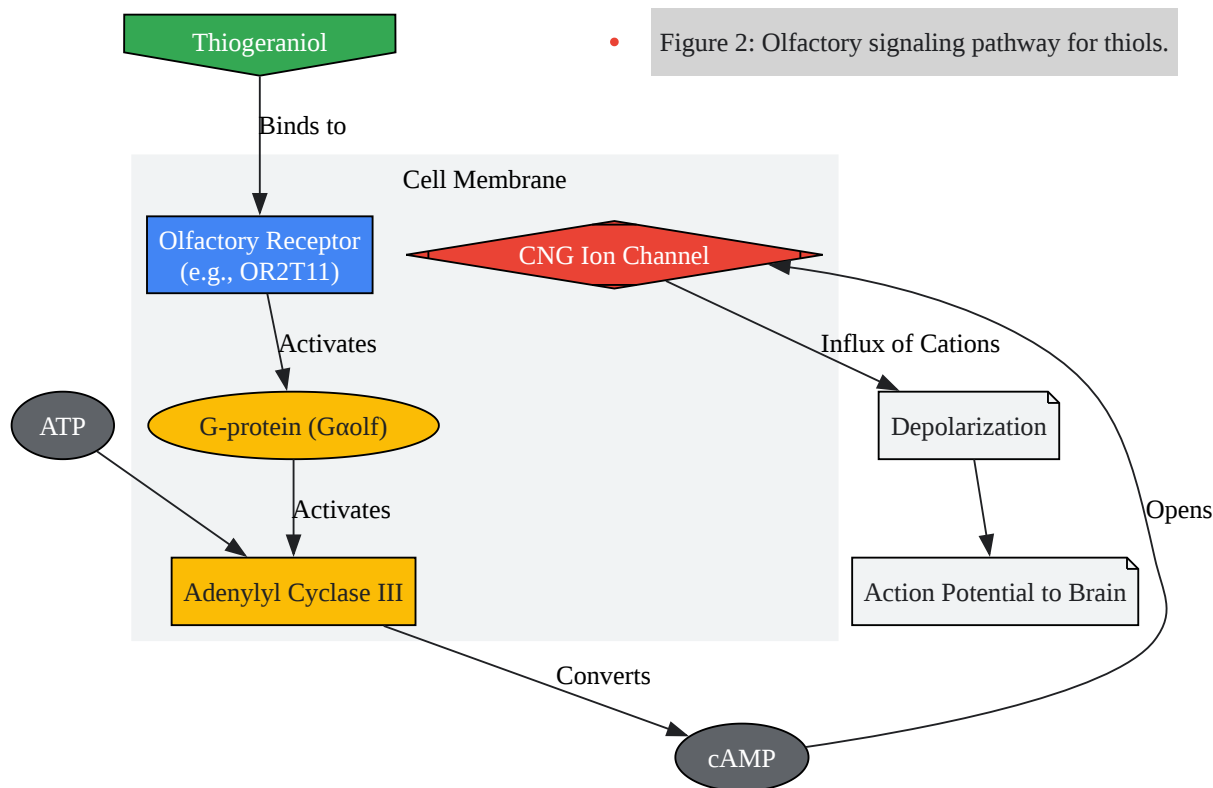 Thiogeraniol
Figure 2: Olfactory signaling pathway for thiols.
Binds to
Cell Membrane
Olfactory Receptor
(e.g., OR2T11)
CNG Ion Channel
Activates
Influx of Cations
ATP
G-protein (Gαolf)
Depolarization
Activates
Opens
Adenylyl Cyclase III
Action Potential to Brain
Converts
cAMP